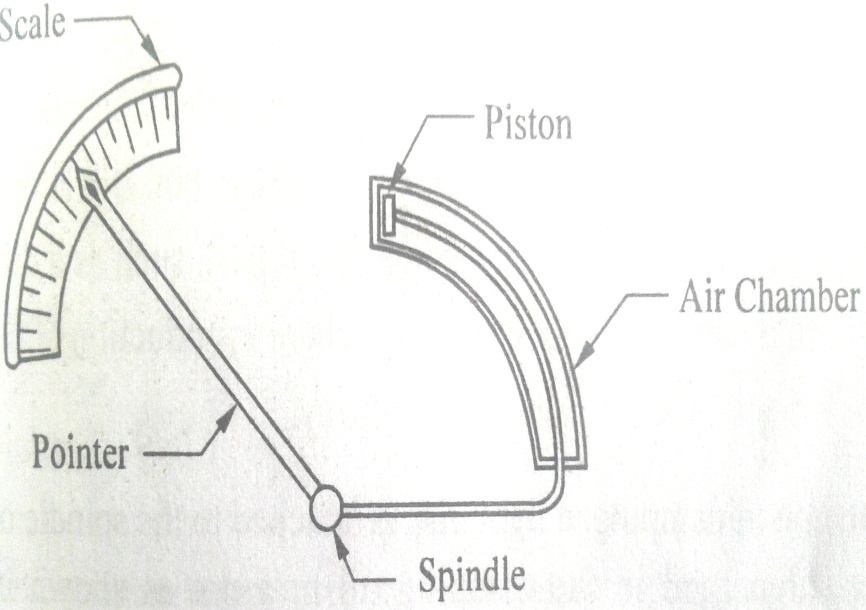 Scale
Piston
Air Chamber
Pointer
Spindle